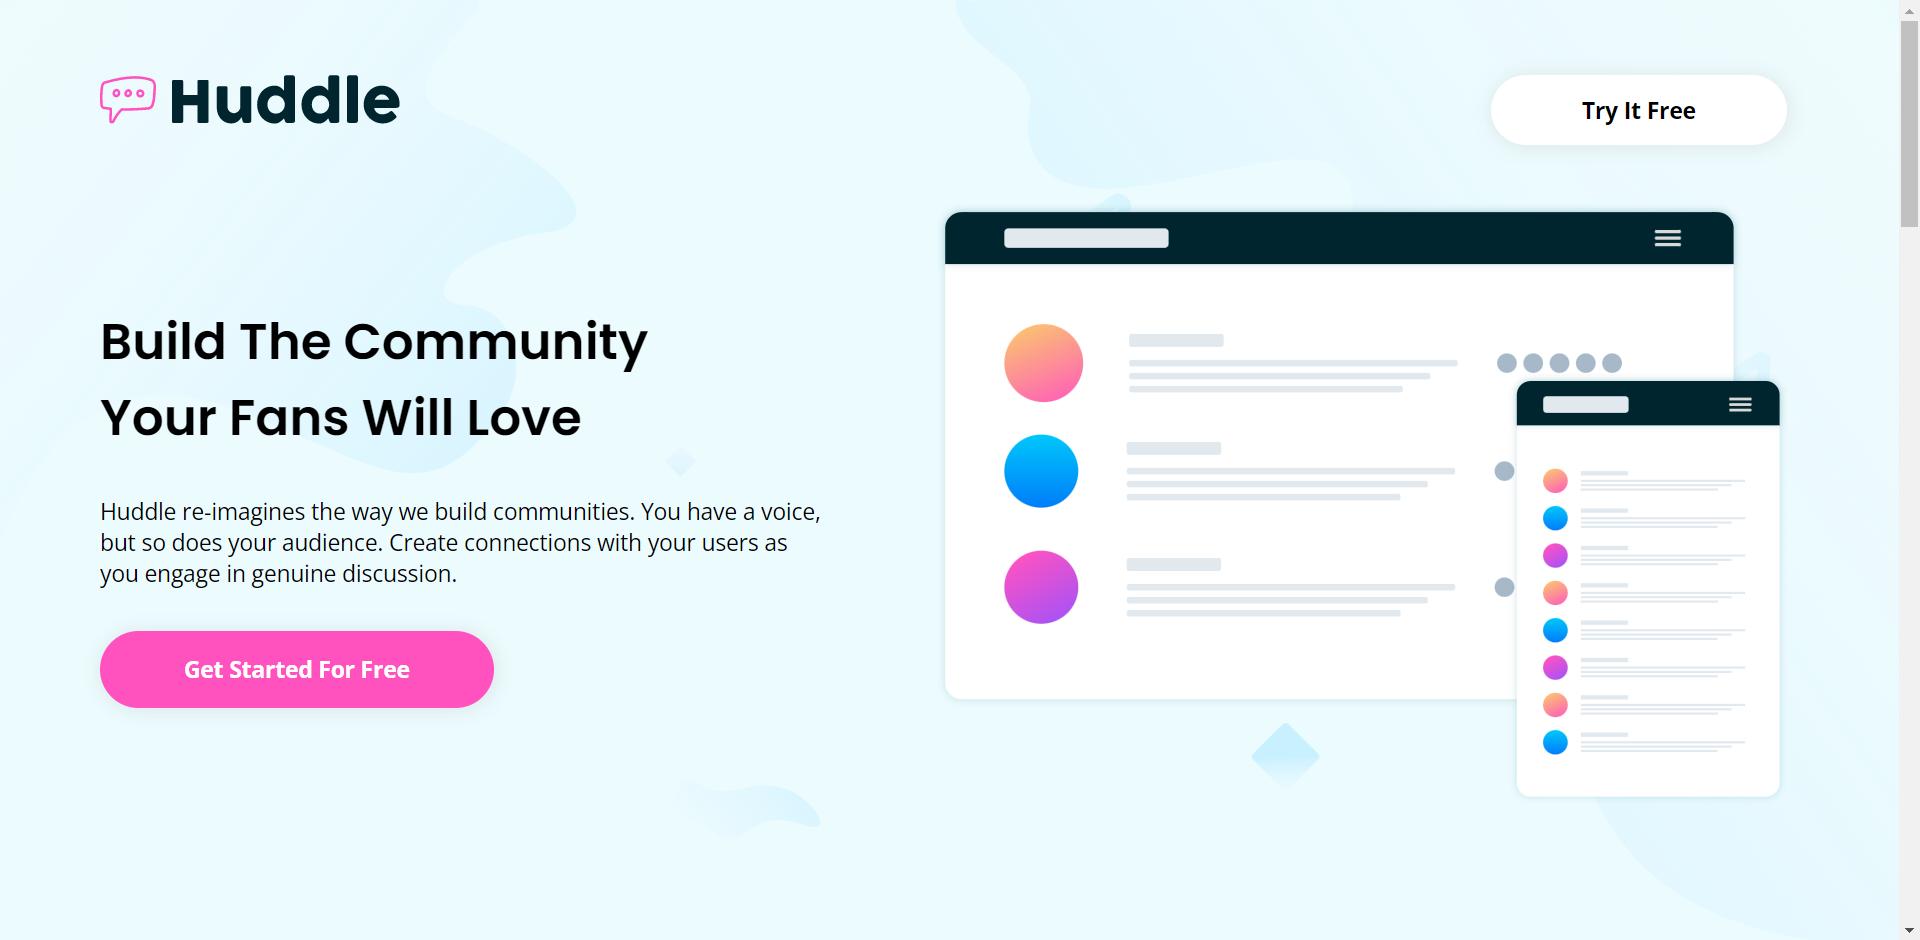 Huddle
Try It Free
Build The Community
Your Fans Will Love
Huddle re-imagines the way we build communities. You have a voice,
but so does your audience. Create connections with your users as
you engage in genuine discussion.
Get Started For Free